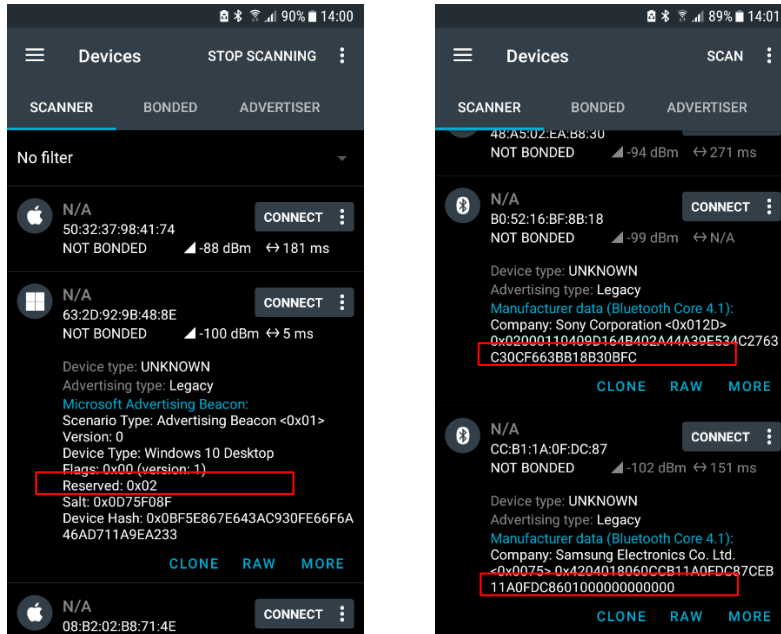 90% 14:00
Devices STOP SCANNING
SCANNER BONDED ADVERTISER
No filter
N/A
50:32:37:98:41:74
CONNECT
NOT BONDED -88 dBm 181 ms
N/A
63:2D:92:9B:48:8E
CONNECT
NOT BONDED -100 dBm 5 ms
Device type: UNKNOWN
Advertising type: Legacy
Microsoft Advertising Beacon:
Scenario Type: Advertising Beacon <0x01>
Version: 0
Device Type: Windows 10 Desktop
Flags: 0x00 (version: 1)
Reserved: 0x02
Salt: 0x0D75F08F
Device Hash: 0x0BF5E867E643AC930FE66F6A
46AD711A9EA233
CLONE RAW MORE
N/A
08:B2:02:B8:71:4E
CONNECT
89% 14:01
Devices SCAN
SCANNER BONDED ADVERTISER
48:A5:02:EA:B8:30
NOT BONDED -94 dBm 271 ms
N/A
B0:52:16:BF:8B:18
CONNECT
NOT BONDED -99 dBm N/A
Device type: UNKNOWN
Advertising type: Legacy
Manufacturer data (Bluetooth Core 4.1):
Company: Sony Corporation <0x012D>
0x02000110409D164B402A44A39E534C2763
C30CF663BB18B30BFC
CLONE RAW MORE
N/A
CC:B1:1A:0F:DC:87
CONNECT
NOT BONDED -102 dBm 151 ms
Device type: UNKNOWN
Advertising type: Legacy
Manufacturer data (Bluetooth Core 4.1):
Company: Samsung Electronics Co. Ltd.
<0x0075> 0x4204018060CCB11A0FDC87CEB
11A0FDC8601000000000000
CLONE RAW MORE